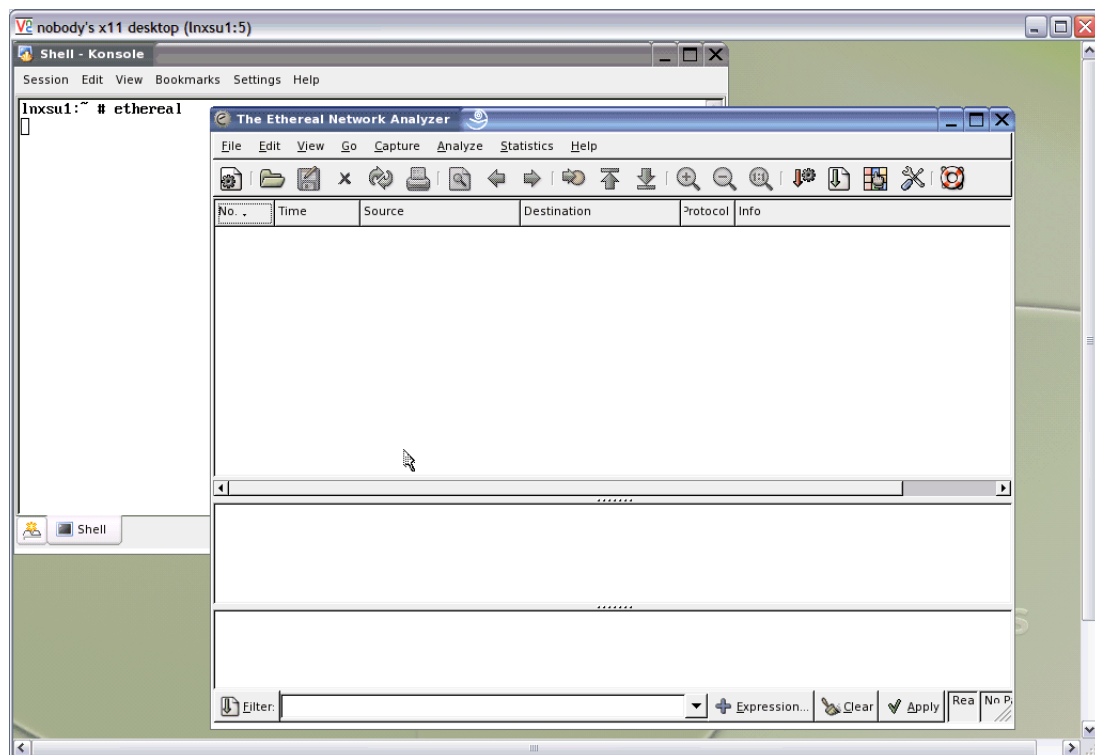 nobody's x11 desktop (lnxsu1:5)
Shell - Konsole
Session Edit View Bookmarks Settings Help
lnxsu1:~ # ethereal
The Ethereal Network Analyzer
File Edit View Go Capture Analyze Statistics Help
No. Time Source Destination Protocol Info
Shell
Filter: Expression... Clear Apply Rea No P